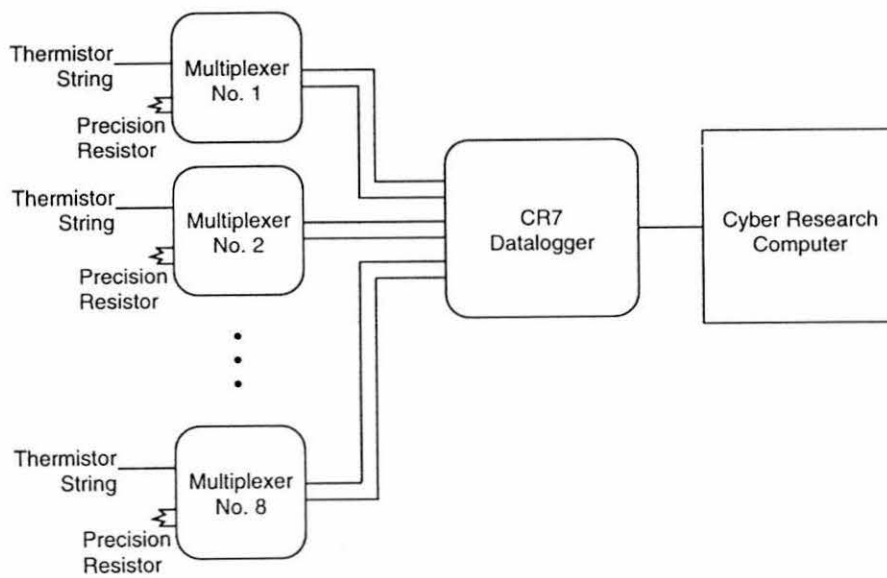 Thermistor
String
Multiplexer
No. 1
Precision
Resistor
Thermistor
String
Multiplexer
No. 2
Precision
Resistor
CR7
Datalogger
Cyber Research
Computer
Thermistor
String
Multiplexer
No. 8
Precision
Resistor